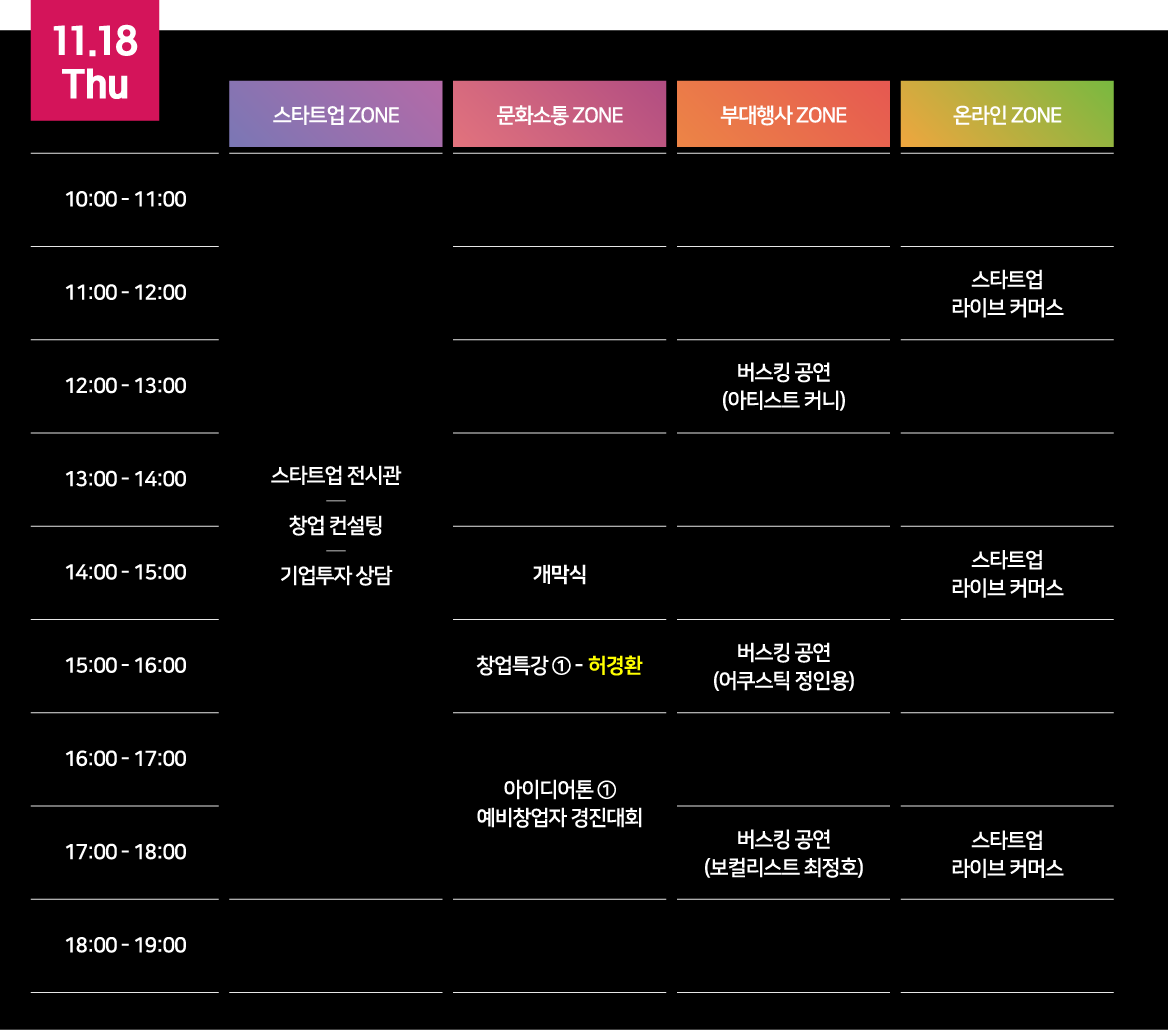 11.18
Thu
스타트업 ZONE
문화소통 ZONE
부대행사 ZONE
온라인 ZONE
10:00 - 11:00
11:00 - 12:00
스타트업
라이브 커머스
12:00 - 13:00
버스킹 공연
(아티스트 커니)
13:00 - 14:00
스타트업 전시관
창업 컨설팅
기업투자 상담
14:00 - 15:00
개막식
스타트업
라이브 커머스
15:00 - 16:00
창업특강 ① - 허경환
버스킹 공연
(어쿠스틱 정인용)
16:00 - 17:00
아이디어톤 ①
예비창업자 경진대회
17:00 - 18:00
버스킹 공연
(보컬리스트 최정호)
스타트업
라이브 커머스
18:00 - 19:00